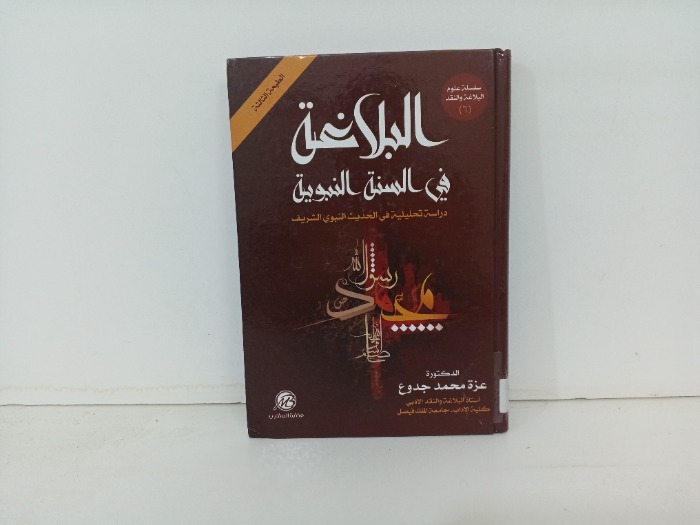 الطبعة الثالثة
سلسلة علوم
البلاغة والنقد
(٦)
البلاغة
في السنة النبوية
دراسة تحليلية في الحديث النبوي الشريف
رسول الله
محمد
الدكتورة
عزة محمد جدوع
أستاذ البلاغة والنقد الأدبي
كلية الآداب - جامعة الملك فيصل